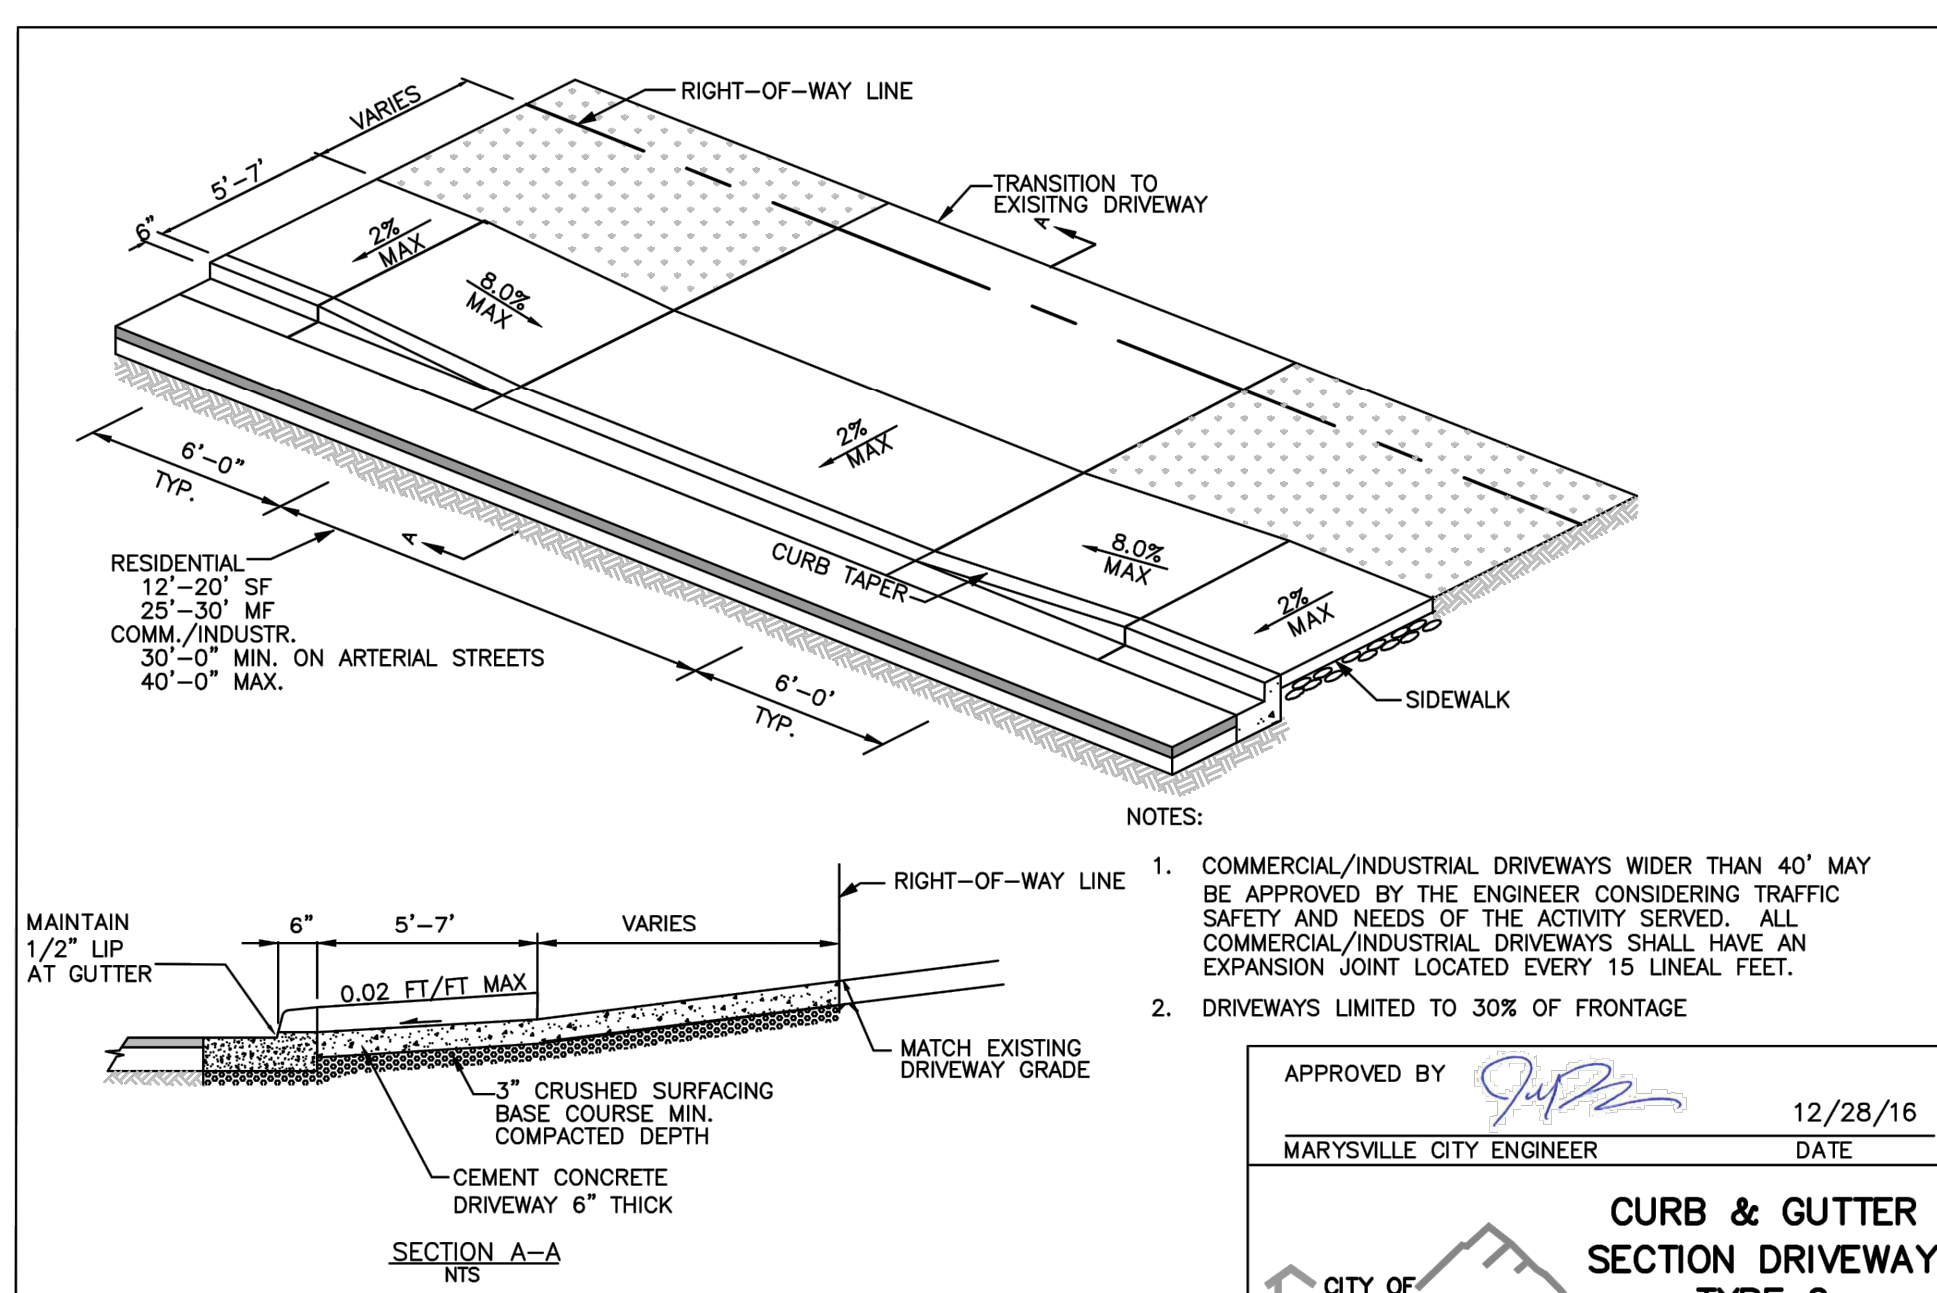 RIGHT-OF-WAY LINE
VARIES
5'-7'
6"
TRANSITION TO
EXISITNG DRIVEWAY
A
2%
MAX
8.0%
MAX
2%
MAX
8.0%
MAX
2%
MAX
6'-0"
TYP.
A
CURB TAPER
RESIDENTIAL
12'-20' SF
25'-30' MF
COMM./INDUSTR.
30'-0" MIN. ON ARTERIAL STREETS
40'-0" MAX.
6'-0'
TYP.
SIDEWALK
NOTES:
1. COMMERCIAL/INDUSTRIAL DRIVEWAYS WIDER THAN 40' MAY
BE APPROVED BY THE ENGINEER CONSIDERING TRAFFIC
SAFETY AND NEEDS OF THE ACTIVITY SERVED. ALL
COMMERCIAL/INDUSTRIAL DRIVEWAYS SHALL HAVE AN
EXPANSION JOINT LOCATED EVERY 15 LINEAL FEET.
2. DRIVEWAYS LIMITED TO 30% OF FRONTAGE
RIGHT-OF-WAY LINE
MAINTAIN
1/2" LIP
AT GUTTER
6"
5'-7'
VARIES
0.02 FT/FT MAX
MATCH EXISTING
DRIVEWAY GRADE
3" CRUSHED SURFACING
BASE COURSE MIN.
COMPACTED DEPTH
CEMENT CONCRETE
DRIVEWAY 6" THICK
SECTION A-A
NTS
APPROVED BY
12/28/16
MARYSVILLE CITY ENGINEER
DATE
CURB & GUTTER
SECTION DRIVEWAY
CITY OF